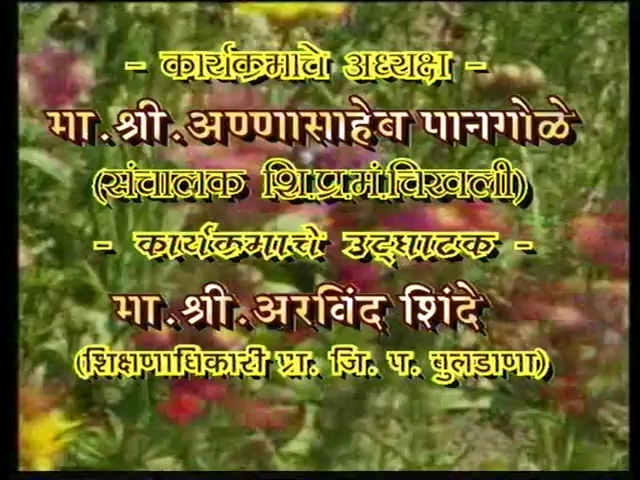 - कार्यक्रमाचे अध्यक्ष -
मा.श्री.अण्णासाहेब पानगोळे
(संचालक शि.प्र.मं.चिखली)
- कार्यक्रमाचे उद्घाटक -
मा.श्री.अरविंद शिंदे
(शिक्षणाधिकारी प्रा. जि. प. बुलडाणा)